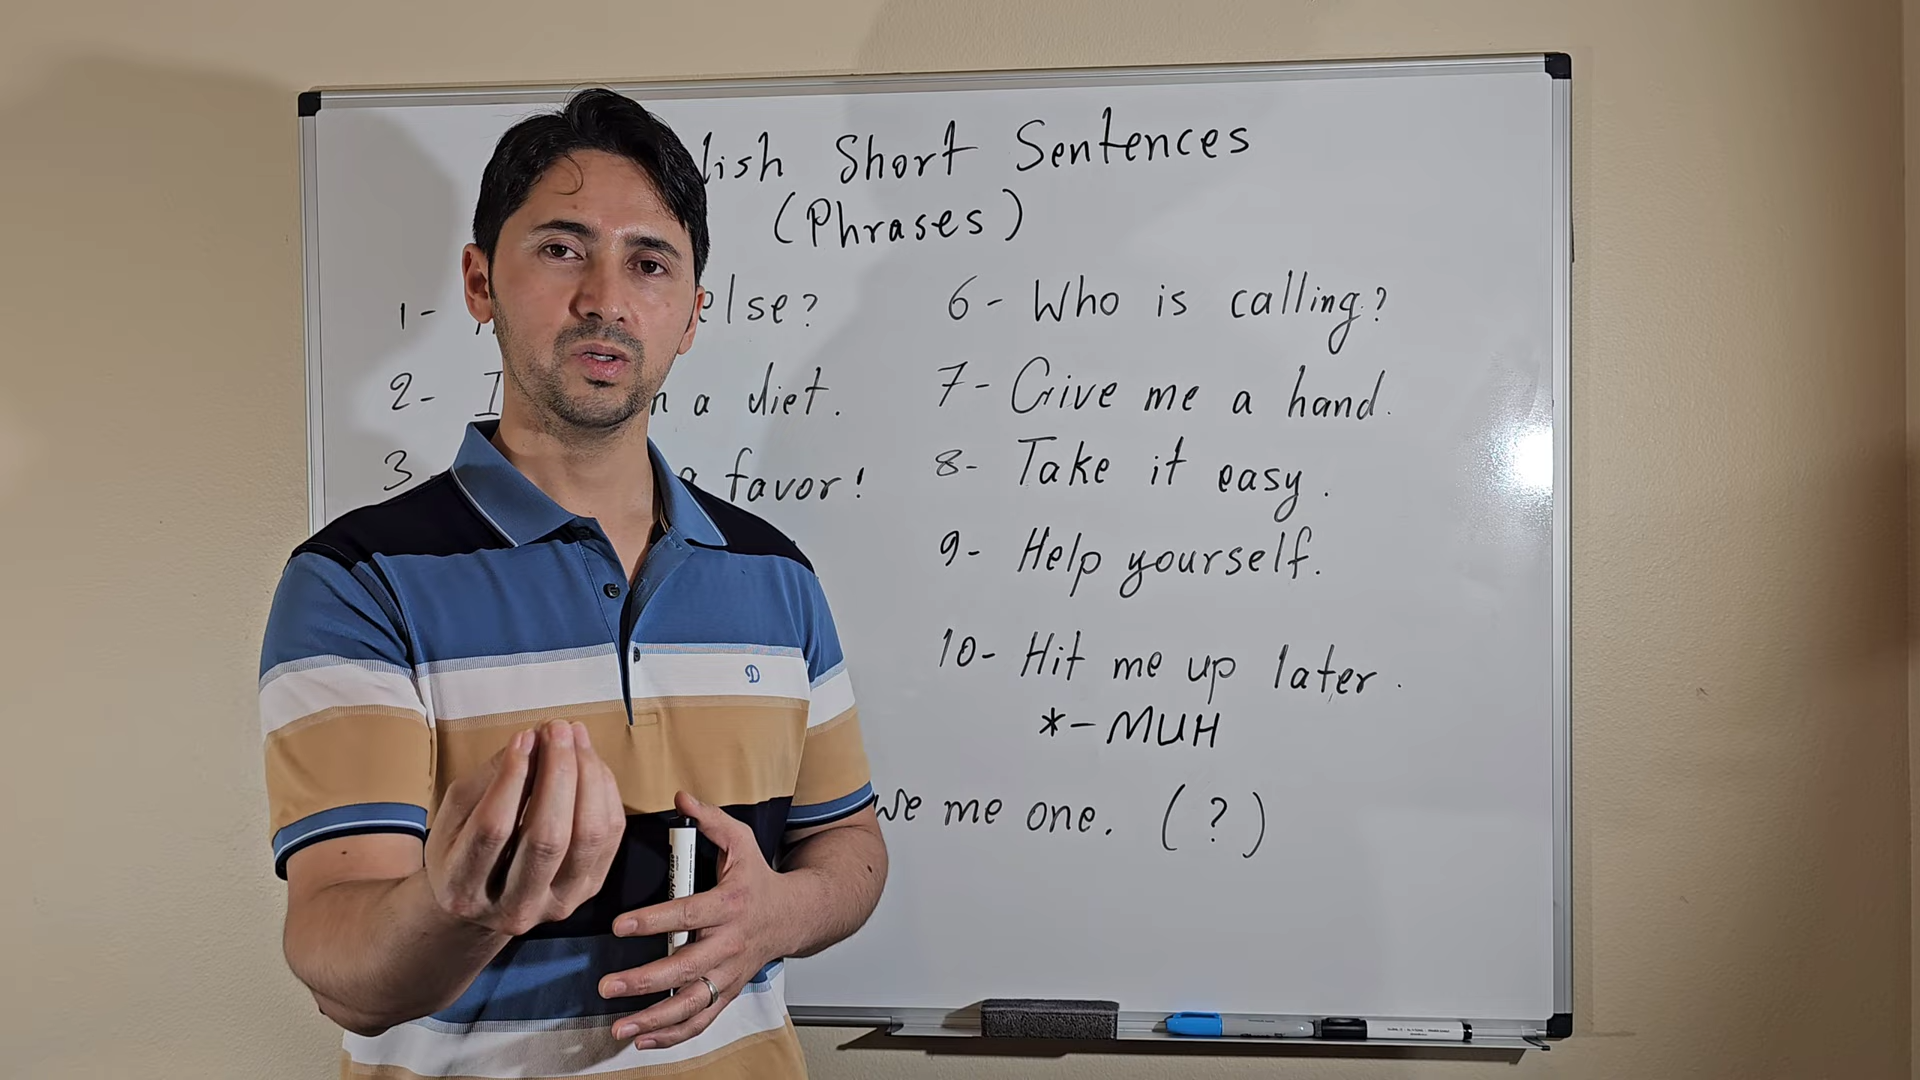 lish Short Sentences
(Phrases)
1- else?
2- I a diet.
3- a favor!
6- Who is calling?
7- Give me a hand.
8- Take it easy.
9- Help yourself.
10- Hit me up later.
*- MUH
we me one. (?)
D